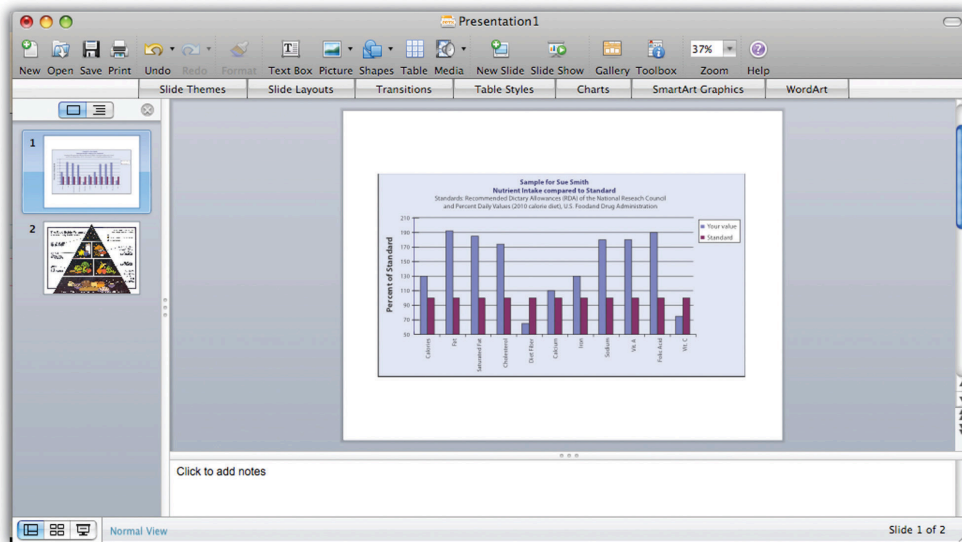 Presentation1
New Open Save Print Undo Redo Format Text Box Picture Shapes Table Media New Slide Slide Show Gallery Toolbox Zoom Help
37%
Slide Themes Slide Layouts Transitions Table Styles Charts SmartArt Graphics WordArt
1
2
Sample for Sue Smith
Nutrient Intake compared to Standard
Standards: Recommended Dictary Allowances (RDA) of the National Reseach Council
and Percent Daily Values (2010 calorie diet), U.S. Foodand Drug Administration
Percent of Standard
210
190
170
150
130
110
90
70
50
Your value
Standard
Calories
Fat
Saturated Fat
Cholesterol
Diet Fiber
Calcium
Iron
Sodium
Vit. A
Folic Acid
Vit. C
Click to add notes
Normal View
Slide 1 of 2